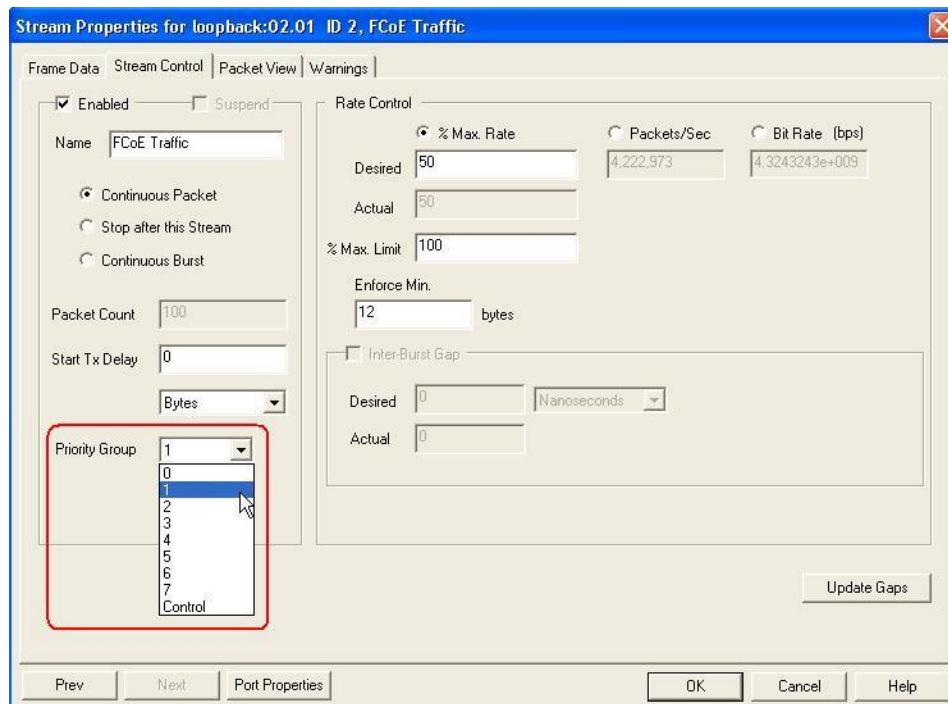 Stream Properties for loopback:02.01 ID 2, FCoE Traffic
Frame Data Stream Control Packet View Warnings
Enabled Suspend
Name FCoE Traffic
Continuous Packet
Stop after this Stream
Continuous Burst
Packet Count 100
Start Tx Delay 0
Bytes
Priority Group 1
0
1
2
3
4
5
6
7
Control
Rate Control
% Max. Rate Packets/Sec Bit Rate (bps)
Desired 50 4,222,973 4.3243243e+009
Actual 50
% Max. Limit 100
Enforce Min.
12 bytes
Inter-Burst Gap
Desired 0 Nanoseconds
Actual 0
Update Gaps
Prev Next Port Properties OK Cancel Help